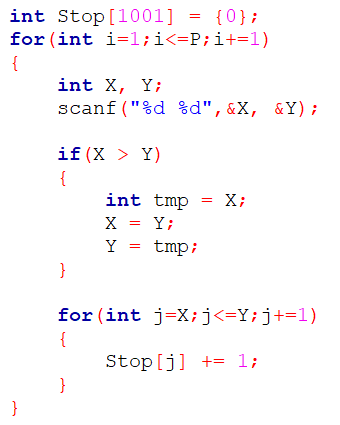 int Stop[1001] = {0};
for(int i=1;i<=P;i+=1)
{
    int X, Y;
    scanf("%d %d",&X, &Y);

    if(X > Y)
    {
        int tmp = X;
        X = Y;
        Y = tmp;
    }

    for(int j=X;j<=Y;j+=1)
    {
        Stop[j] += 1;
    }
}